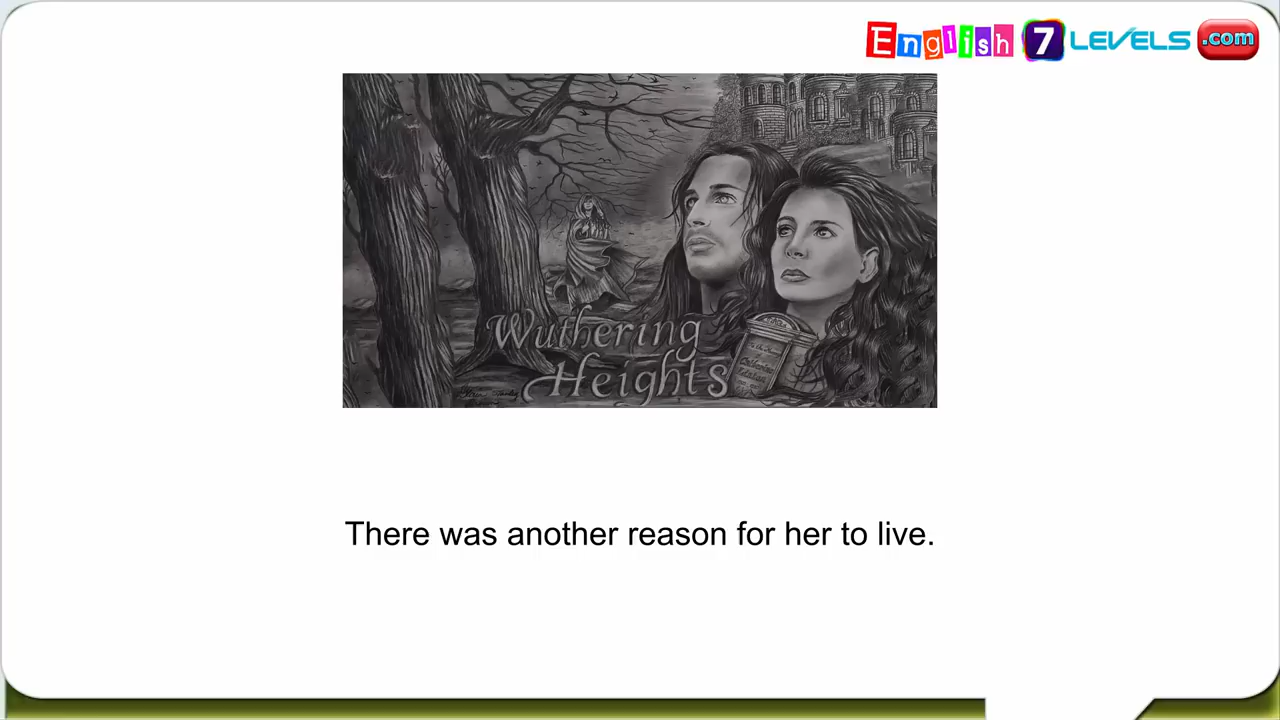 English 7 LEVELS .com
Wuthering
Heights
There was another reason for her to live.